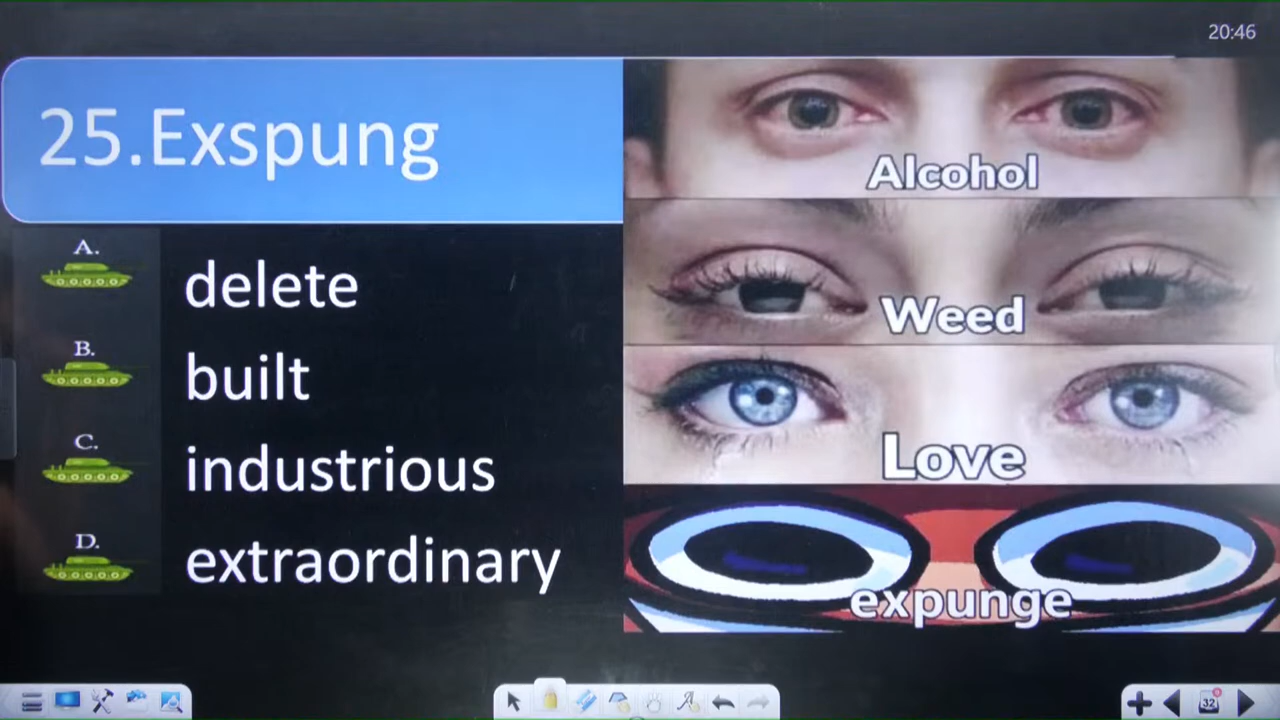 20:46
25.Exspung
A.
delete
B.
built
C.
industrious
D.
extraordinary
Alcohol
Weed
Love
expunge
32